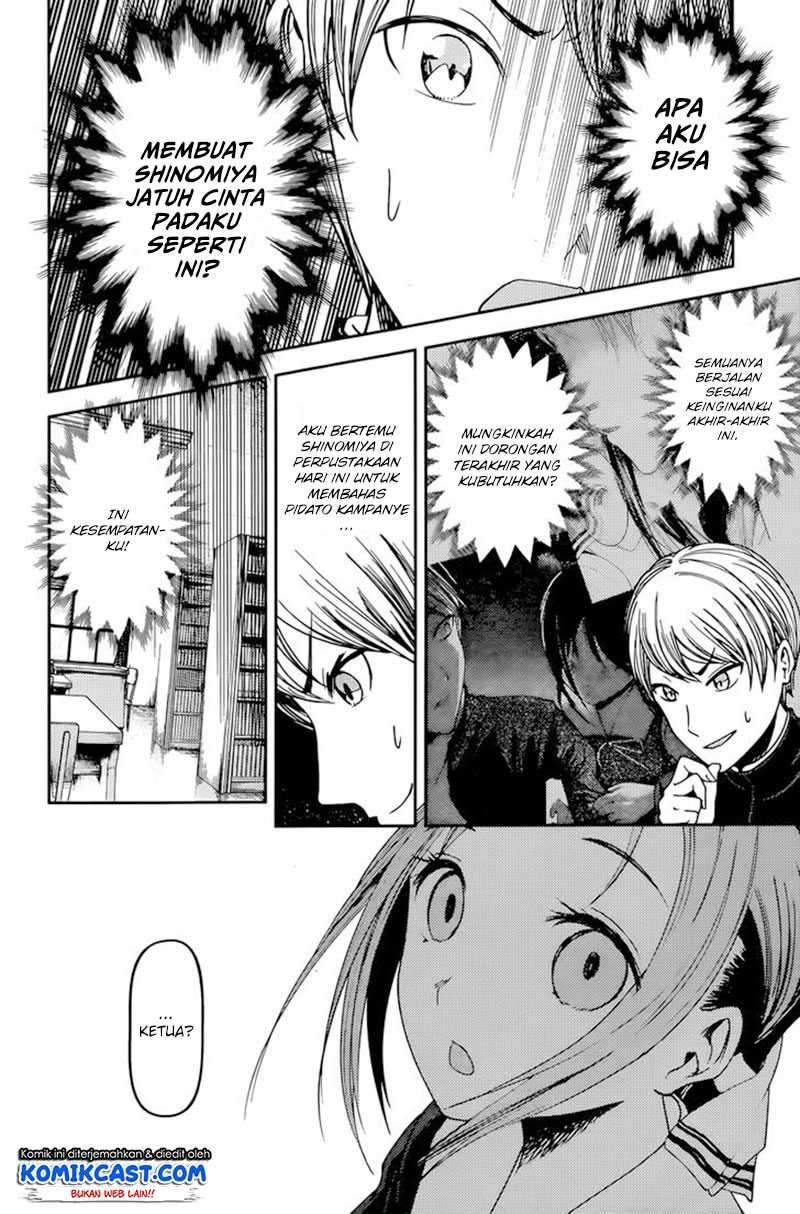 APA
AKU
BISA
MEMBUAT
SHINOMIYA
JATUH CINTA
PADAKU
SEPERTI
INI?
SEMUANYA
BERJALAN
SESUAI
KEINGINANKU
AKHIR-AKHIR
INI.
MUNGKINKAH
INI DORONGAN
TERAKHIR YANG
KUBUTUHKAN?
AKU BERTEMU
SHINOMIYA DI
PERPUSTAKAAN
HARI INI UNTUK
MEMBAHAS
PIDATO KAMPANYE
...
INI
KESEMPATAN-
KU!
...
KETUA?
Komik ini diterjemahkan & diedit oleh
KOMIKCAST.COM
BUKAN WEB LAIN!!